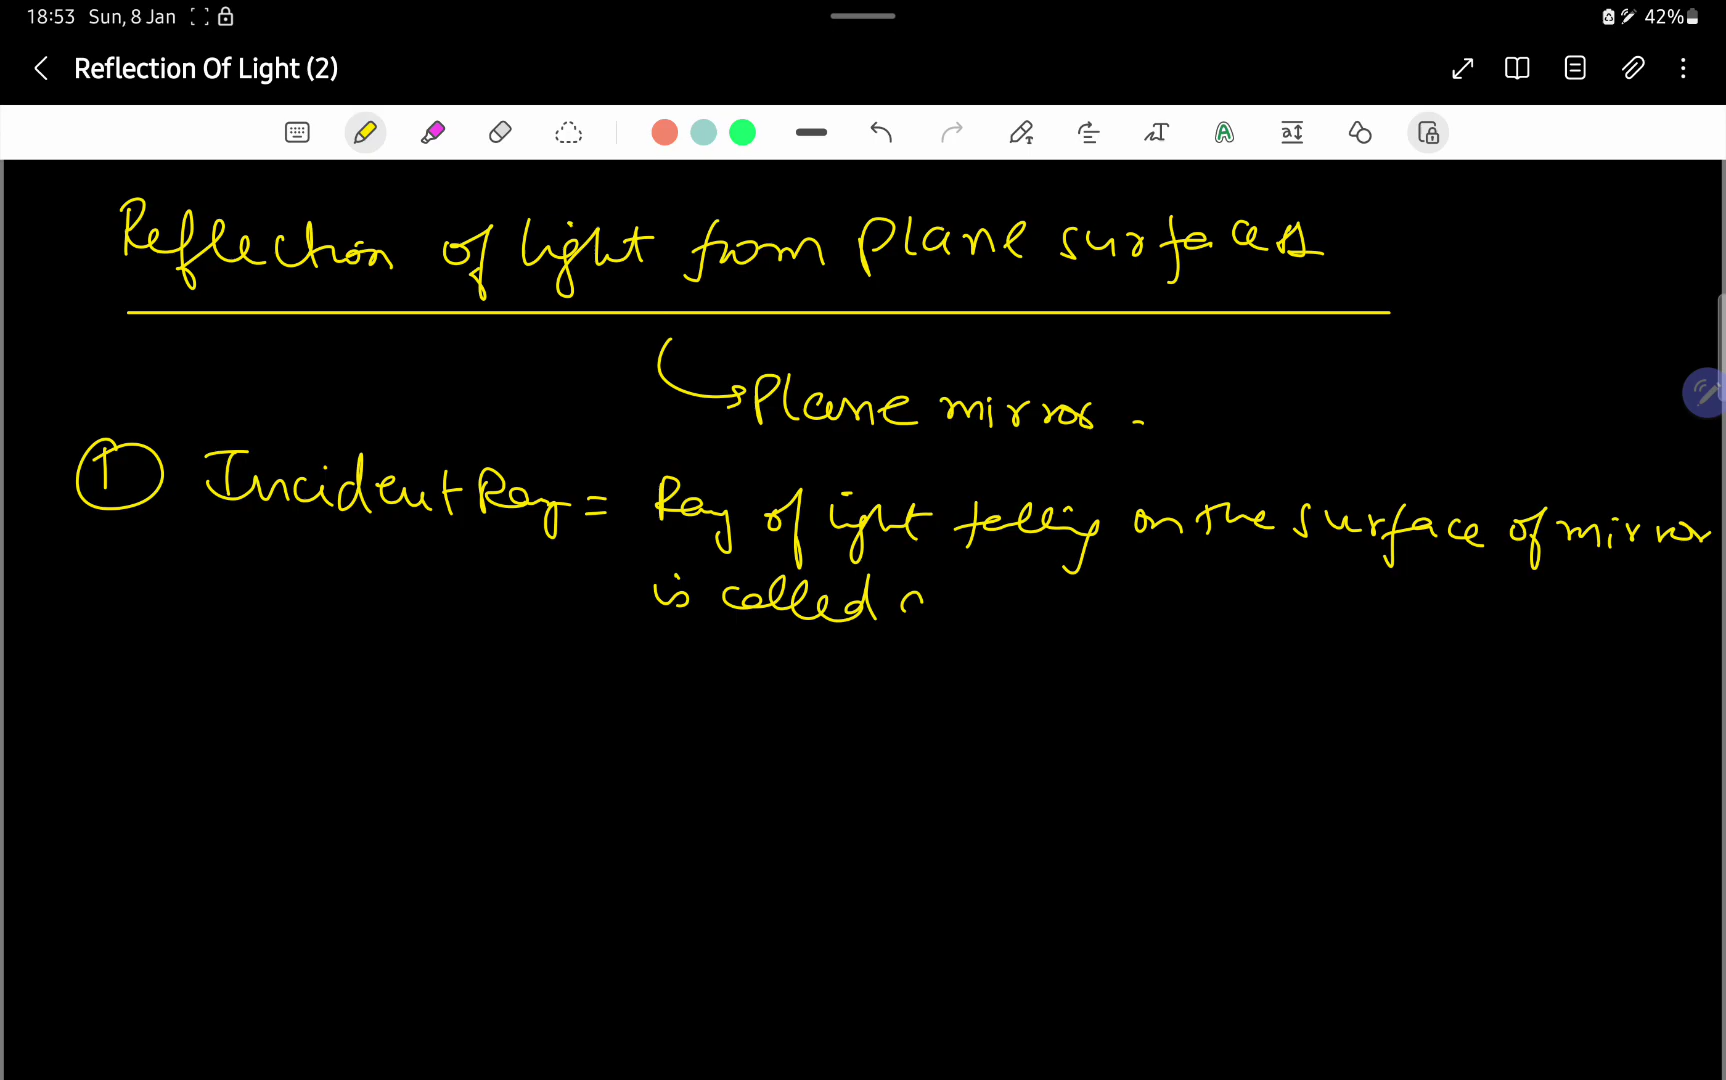 18:53 Sun, 8 Jan 42%
Reflection Of Light (2)
Reflection of light from plane surfaces
Plane mirror.
① Incident Ray = Ray of light falling on the surface of mirror
is called